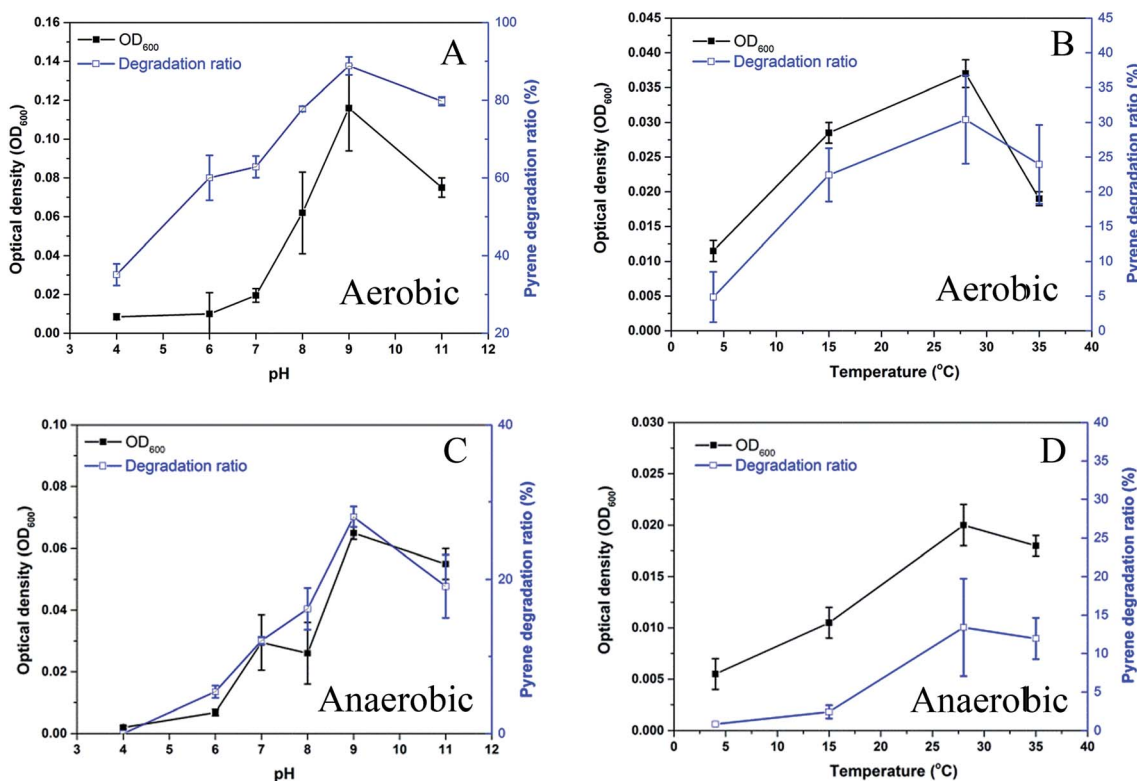 A
OD600
Degradation ratio
Aerobic
Optical density (OD600)
0.16
0.14
0.12
0.10
0.08
0.06
0.04
0.02
0.00
Pyrene degradation ratio (%)
100
80
60
40
20
3 4 5 6 7 8 9 10 11 12
pH
B
OD600
Degradation ratio
Aerobic
Optical density (OD600)
0.045
0.040
0.035
0.030
0.025
0.020
0.015
0.010
0.005
0.000
Pyrene degradation ratio (%)
45
40
35
30
25
20
15
10
5
0
0 5 10 15 20 25 30 35 40
Temperature (°C)
C
OD600
Degradation ratio
Anaerobic
Optical density (OD600)
0.10
0.08
0.06
0.04
0.02
0.00
Pyrene degradation ratio (%)
40
20
0
3 4 5 6 7 8 9 10 11 12
pH
D
OD600
Degradation ratio
Anaerobic
Optical density (OD600)
0.030
0.025
0.020
0.015
0.010
0.005
0.000
Pyrene degradation ratio (%)
40
35
30
25
20
15
10
5
0
0 5 10 15 20 25 30 35 40
Temperature (°C)